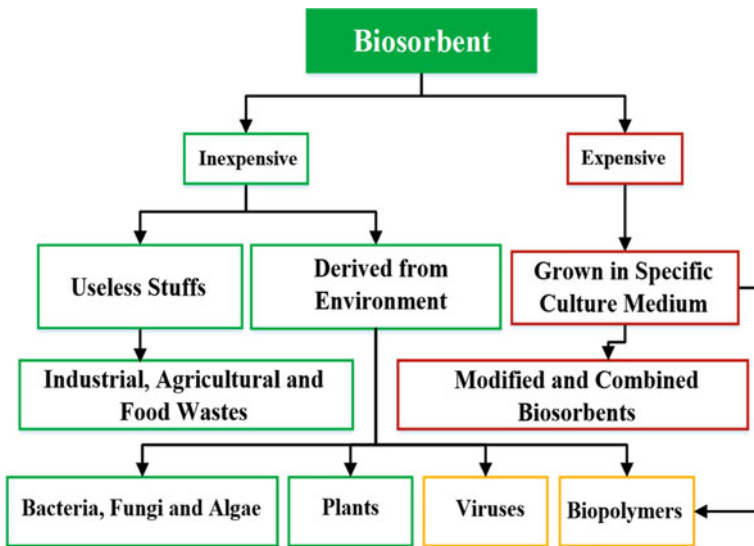 Biosorbent
Inexpensive
Expensive
Useless Stuffs
Derived from
Environment
Grown in Specific
Culture Medium
Industrial, Agricultural and
Food Wastes
Modified and Combined
Biosorbents
Bacteria, Fungi and Algae
Plants
Viruses
Biopolymers